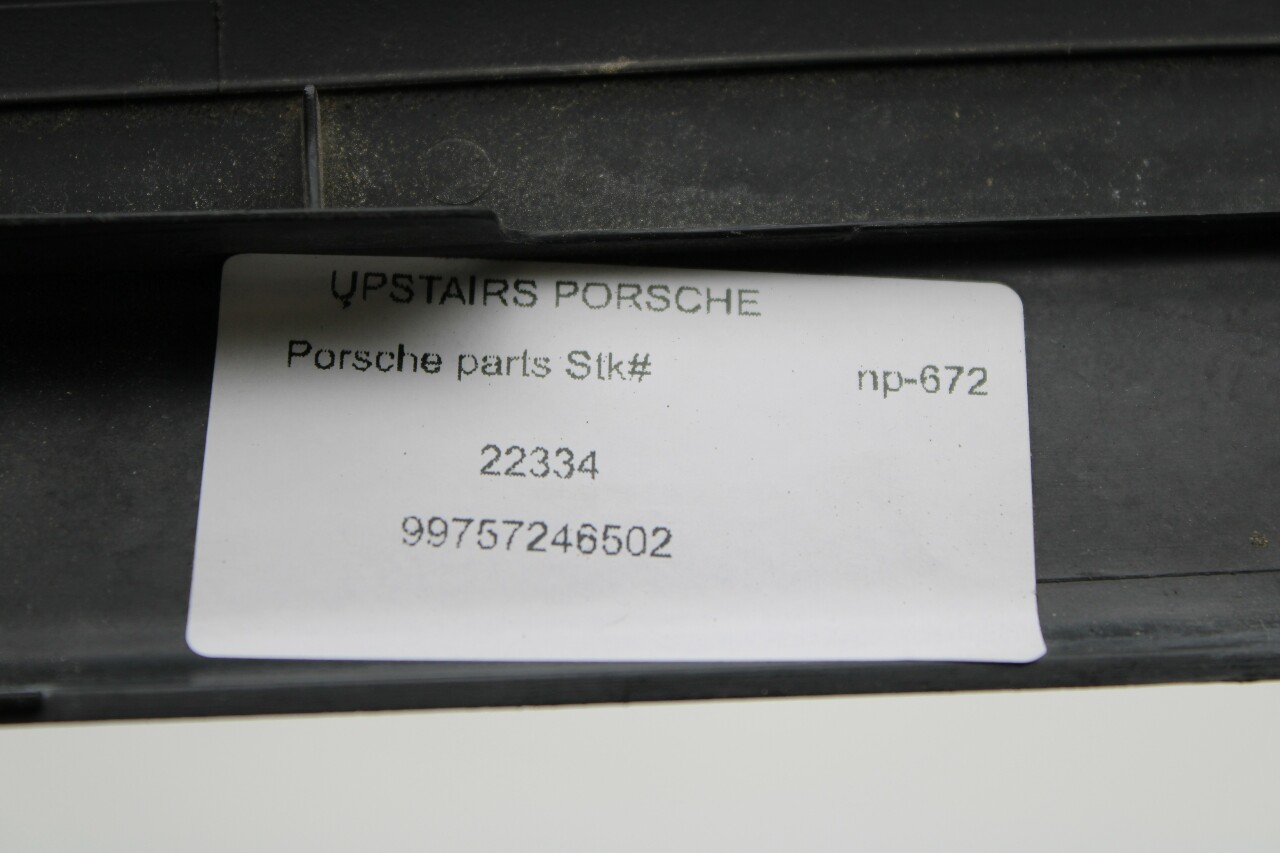 UPSTAIRS PORSCHE
Porsche parts Stk# np-672
22334
99757246502